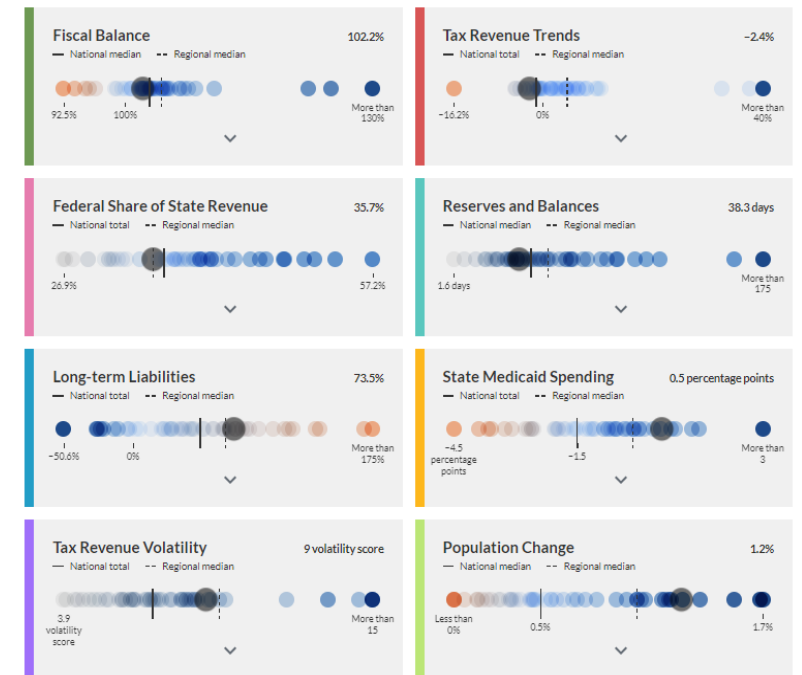 Fiscal Balance 102.2%
National median Regional median
92.5% 100% More than
130%
Tax Revenue Trends −2.4%
National total Regional median
−16.2% 0% More than
40%
Federal Share of State Revenue 35.7%
National total Regional median
26.9% 57.2%
Reserves and Balances 38.3 days
National median Regional median
1.6 days More than
175
Long-term Liabilities 73.5%
National total Regional median
−50.6% 0% More than
175%
State Medicaid Spending 0.5 percentage points
National total Regional median
−4.5 −1.5 More than
percentage 3
points
Tax Revenue Volatility 9 volatility score
National total Regional median
3.9 More than
volatility 15
score
Population Change 1.2%
National total Regional median
Less than 0.5% 1.7%
0%